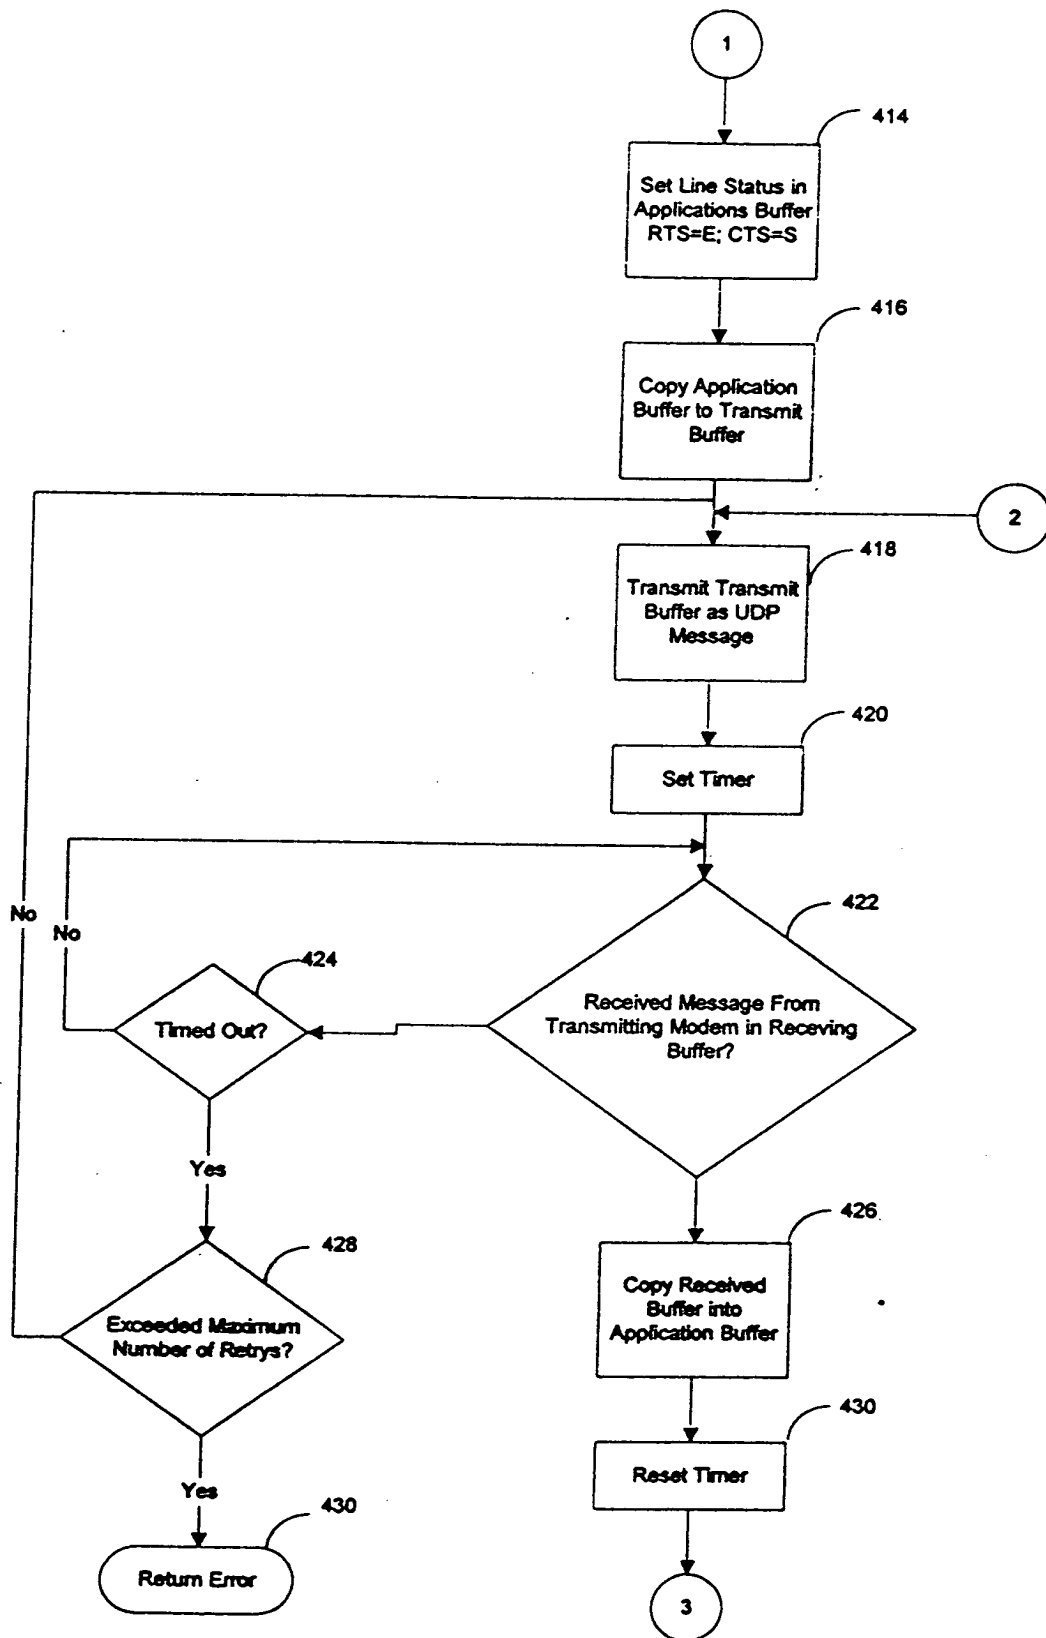 1
414
Set Line Status in
Applications Buffer
RTS=E; CTS=S
416
Copy Application
Buffer to Transmit
Buffer
2
418
Transmit Transmit
Buffer as UDP
Message
420
Set Timer
422
No
No
424
Received Message From
Transmitting Modem in Receving
Buffer?
Timed Out?
Yes
426
428
Copy Received
Buffer into
Application Buffer
Exceeded Maximum
Number of Retrys?
430
Reset Timer
Yes
430
Return Error
3